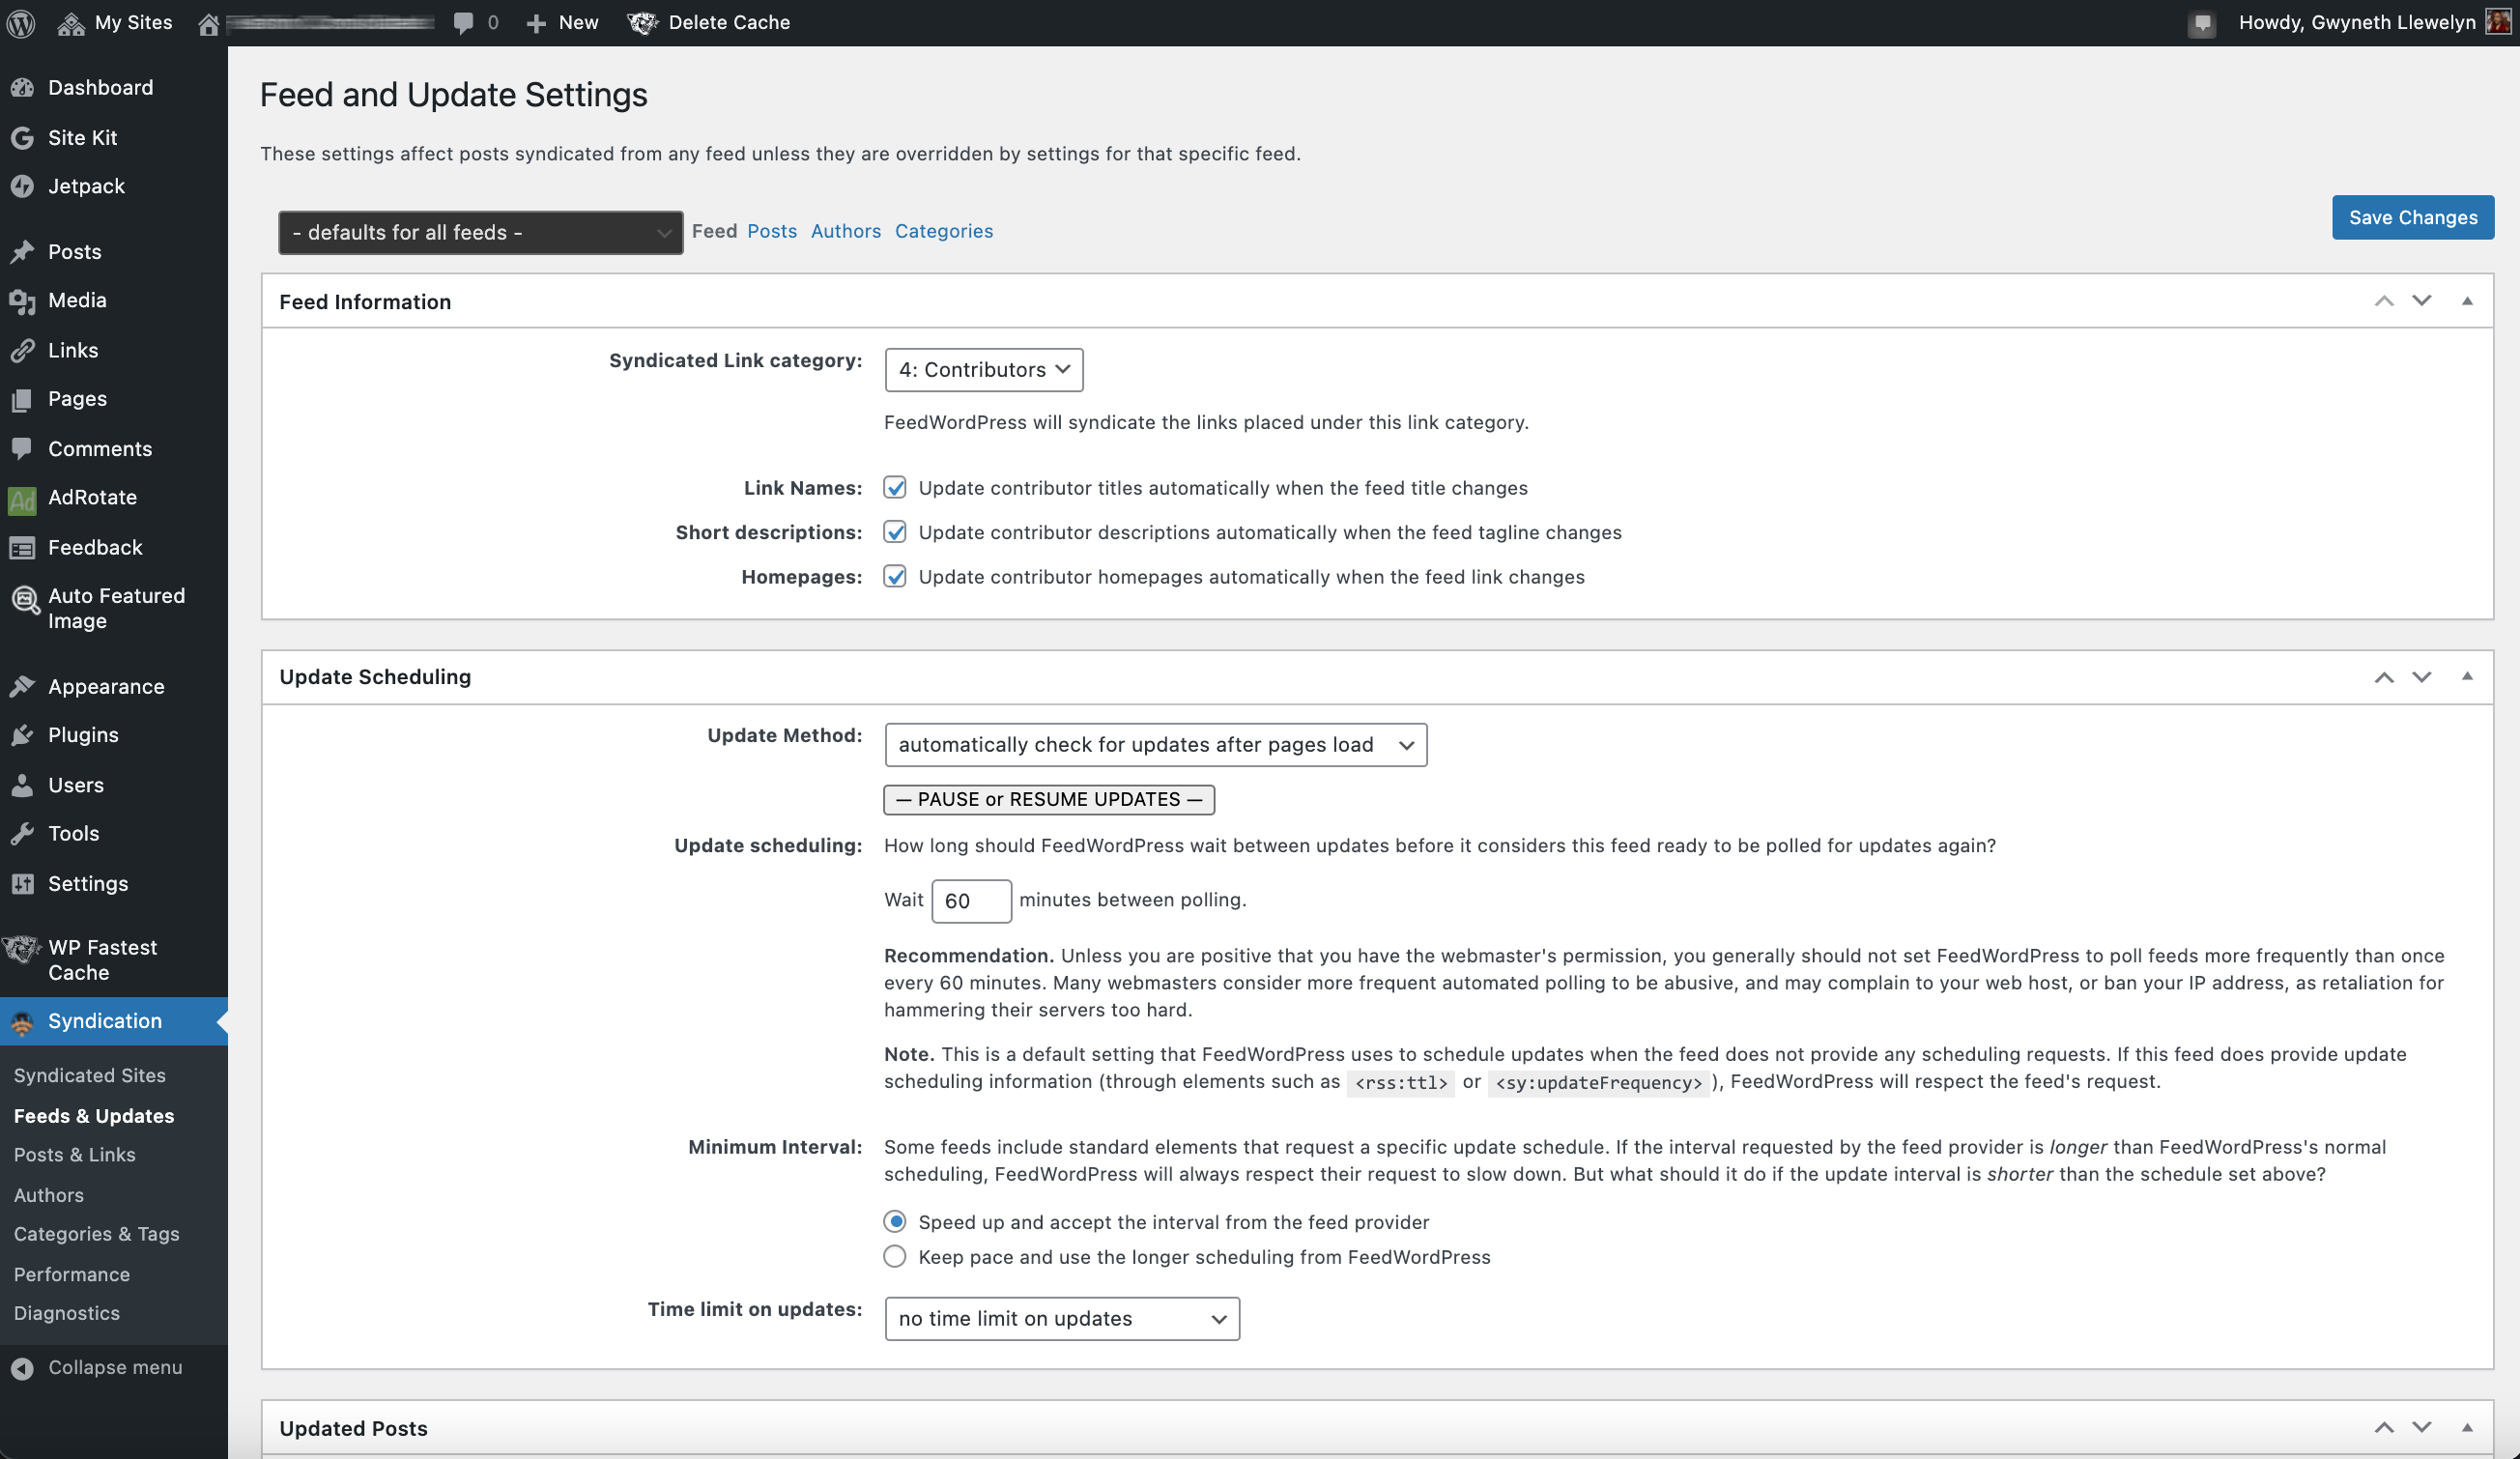 My Sites
0
New
Delete Cache
Howdy, Gwyneth Llewelyn
Dashboard
Site Kit
Jetpack
Posts
Media
Links
Pages
Comments
Ad
AdRotate
Feedback
Auto Featured
Image
Appearance
Plugins
Users
Tools
Settings
WP Fastest
Cache
Syndication
Syndicated Sites
Feeds & Updates
Posts & Links
Authors
Categories & Tags
Performance
Diagnostics
Collapse menu
Feed and Update Settings
These settings affect posts syndicated from any feed unless they are overridden by settings for that specific feed.
- defaults for all feeds -
Feed Posts Authors Categories
Save Changes
Feed Information
Syndicated Link category:
4: Contributors
FeedWordPress will syndicate the links placed under this link category.
Link Names:
Update contributor titles automatically when the feed title changes
Short descriptions:
Update contributor descriptions automatically when the feed tagline changes
Homepages:
Update contributor homepages automatically when the feed link changes
Update Scheduling
Update Method:
automatically check for updates after pages load
— PAUSE or RESUME UPDATES —
Update scheduling:
How long should FeedWordPress wait between updates before it considers this feed ready to be polled for updates again?
Wait 60 minutes between polling.
Recommendation. Unless you are positive that you have the webmaster's permission, you generally should not set FeedWordPress to poll feeds more frequently than once
every 60 minutes. Many webmasters consider more frequent automated polling to be abusive, and may complain to your web host, or ban your IP address, as retaliation for
hammering their servers too hard.
Note. This is a default setting that FeedWordPress uses to schedule updates when the feed does not provide any scheduling requests. If this feed does provide update
scheduling information (through elements such as <rss:ttl> or <sy:updateFrequency>), FeedWordPress will respect the feed's request.
Minimum Interval:
Some feeds include standard elements that request a specific update schedule. If the interval requested by the feed provider is longer than FeedWordPress's normal
scheduling, FeedWordPress will always respect their request to slow down. But what should it do if the update interval is shorter than the schedule set above?
Speed up and accept the interval from the feed provider
Keep pace and use the longer scheduling from FeedWordPress
Time limit on updates:
no time limit on updates
Updated Posts